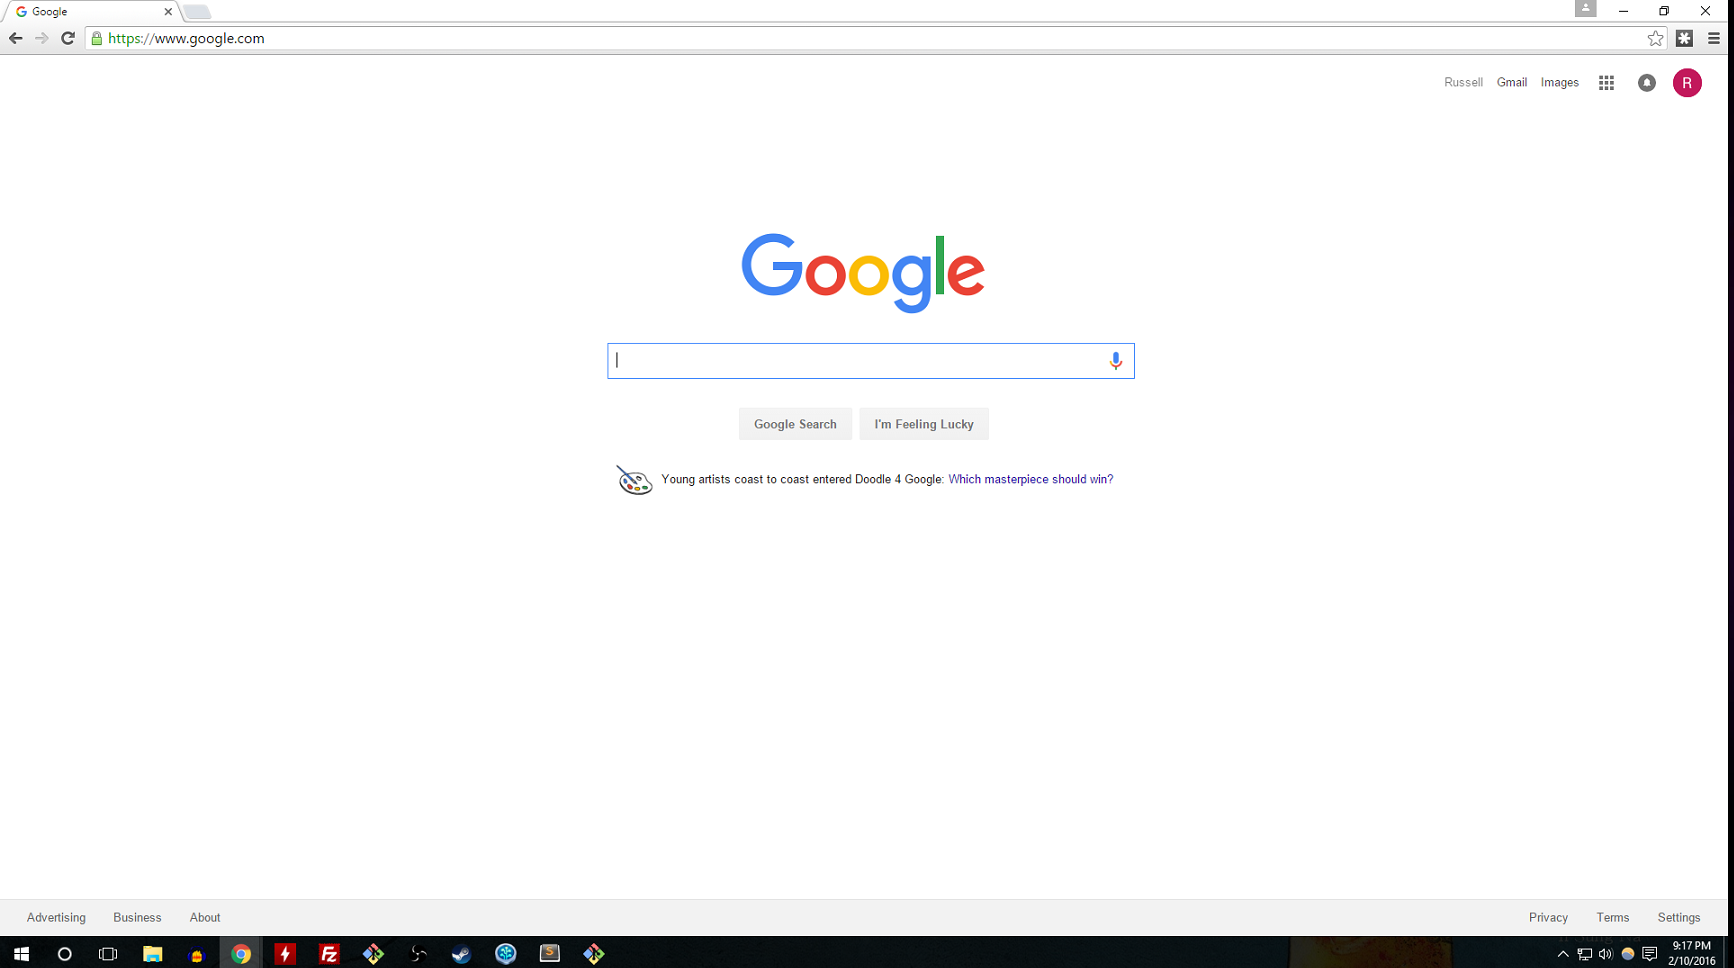 Google
https://www.google.com
Russell Gmail Images R
Google
Google Search I'm Feeling Lucky
Young artists coast to coast entered Doodle 4 Google: Which masterpiece should win?
Advertising Business About Privacy Terms Settings
9:17 PM
2/10/2016